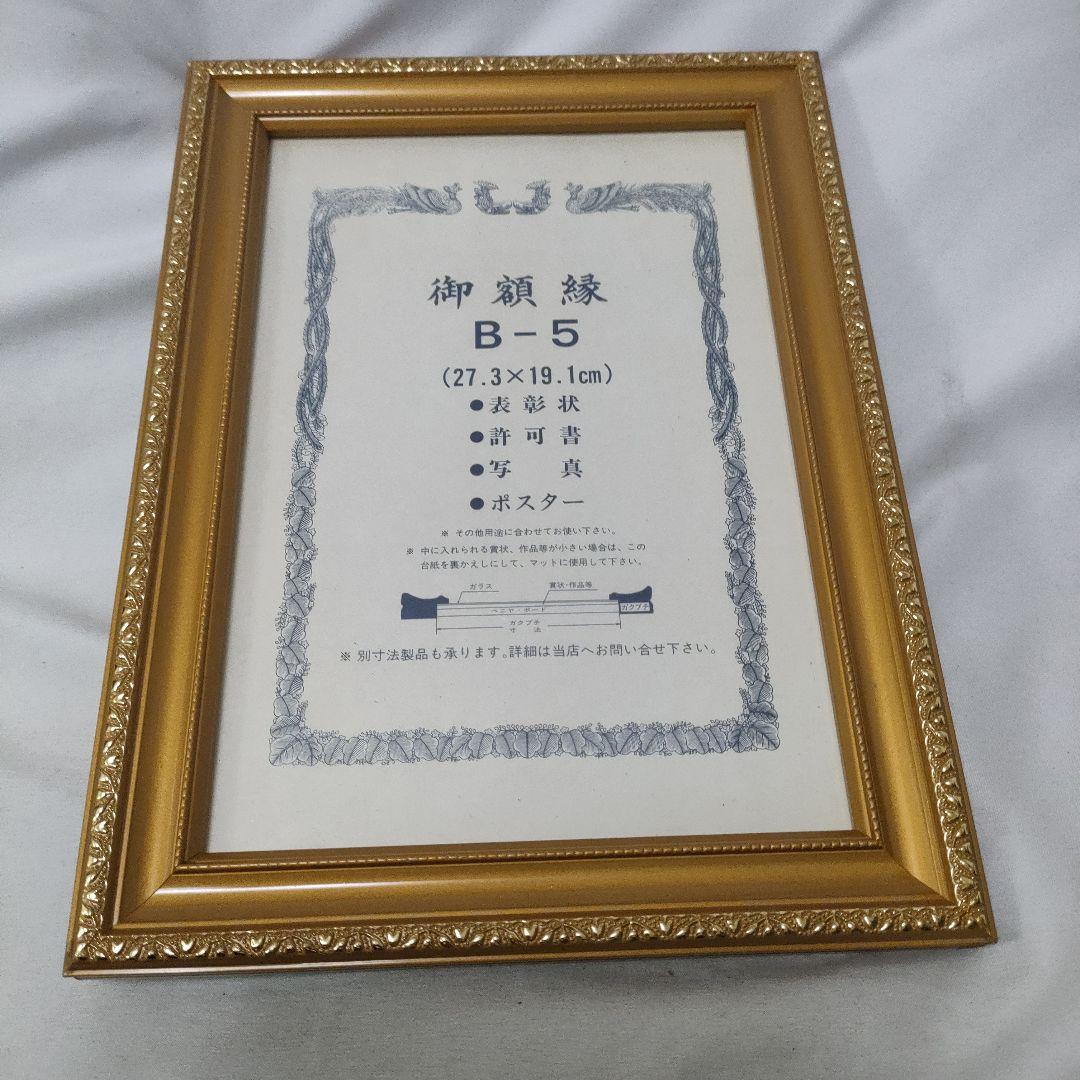 御額縁
B-5
(27.3×19.1cm)
●表彰状
●許可書
●写 真
●ポスター
※ その他用途に合わせてお使い下さい。
※ 中に入れられる賞状、作品等が小さい場合は、この
台紙を裏かえしにして、マットに使用して下さい。
ガラス 賞状・作品等
ベニヤ・ボード ガクブチ
ガクブチ
寸 法
※ 別寸法製品も承ります。詳細は当店へお問い合せ下さい。